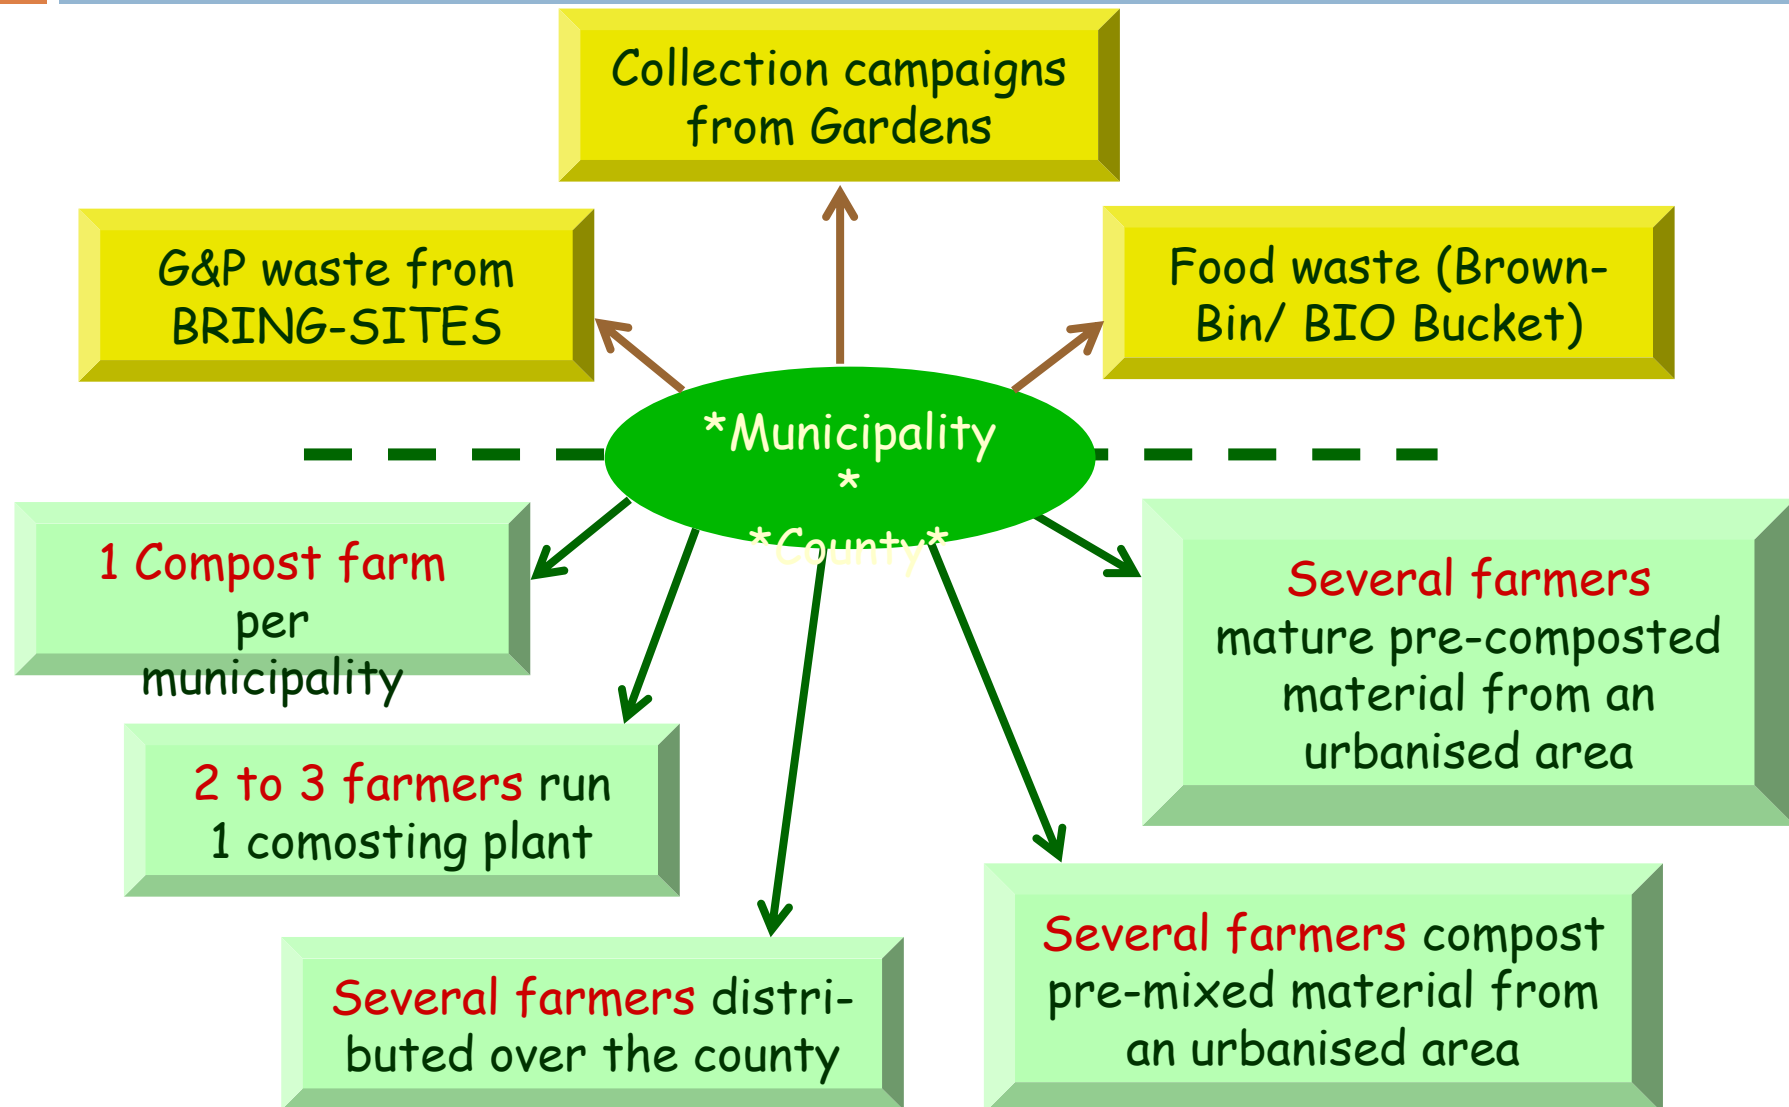 Collection campaigns
from Gardens
G&P waste from
BRING-SITES
Food waste (Brown-
Bin/ BIO Bucket)
*Municipality
*
*County*
1 Compost farm
per
municipality
Several farmers
mature pre-composted
material from an
urbanised area
2 to 3 farmers run
1 comosting plant
Several farmers compost
pre-mixed material from
an urbanised area
Several farmers distri-
buted over the county